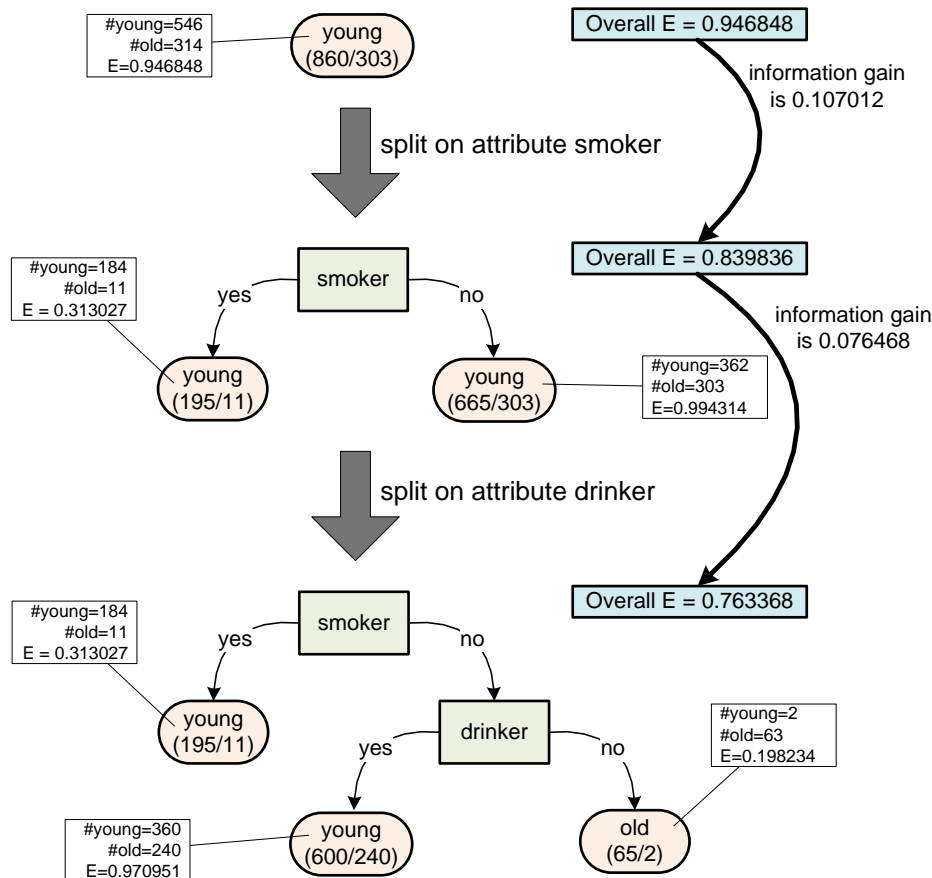 #young=546
#old=314
E=0.946848
young
(860/303)
Overall E = 0.946848
information gain
is 0.107012
split on attribute smoker
Overall E = 0.839836
#young=184
#old=11
E = 0.313027
smoker
yes
no
young
(195/11)
young
(665/303)
#young=362
#old=303
E=0.994314
information gain
is 0.076468
split on attribute drinker
Overall E = 0.763368
#young=184
#old=11
E = 0.313027
smoker
yes
no
young
(195/11)
drinker
yes
no
#young=2
#old=63
E=0.198234
#young=360
#old=240
E=0.970951
young
(600/240)
old
(65/2)